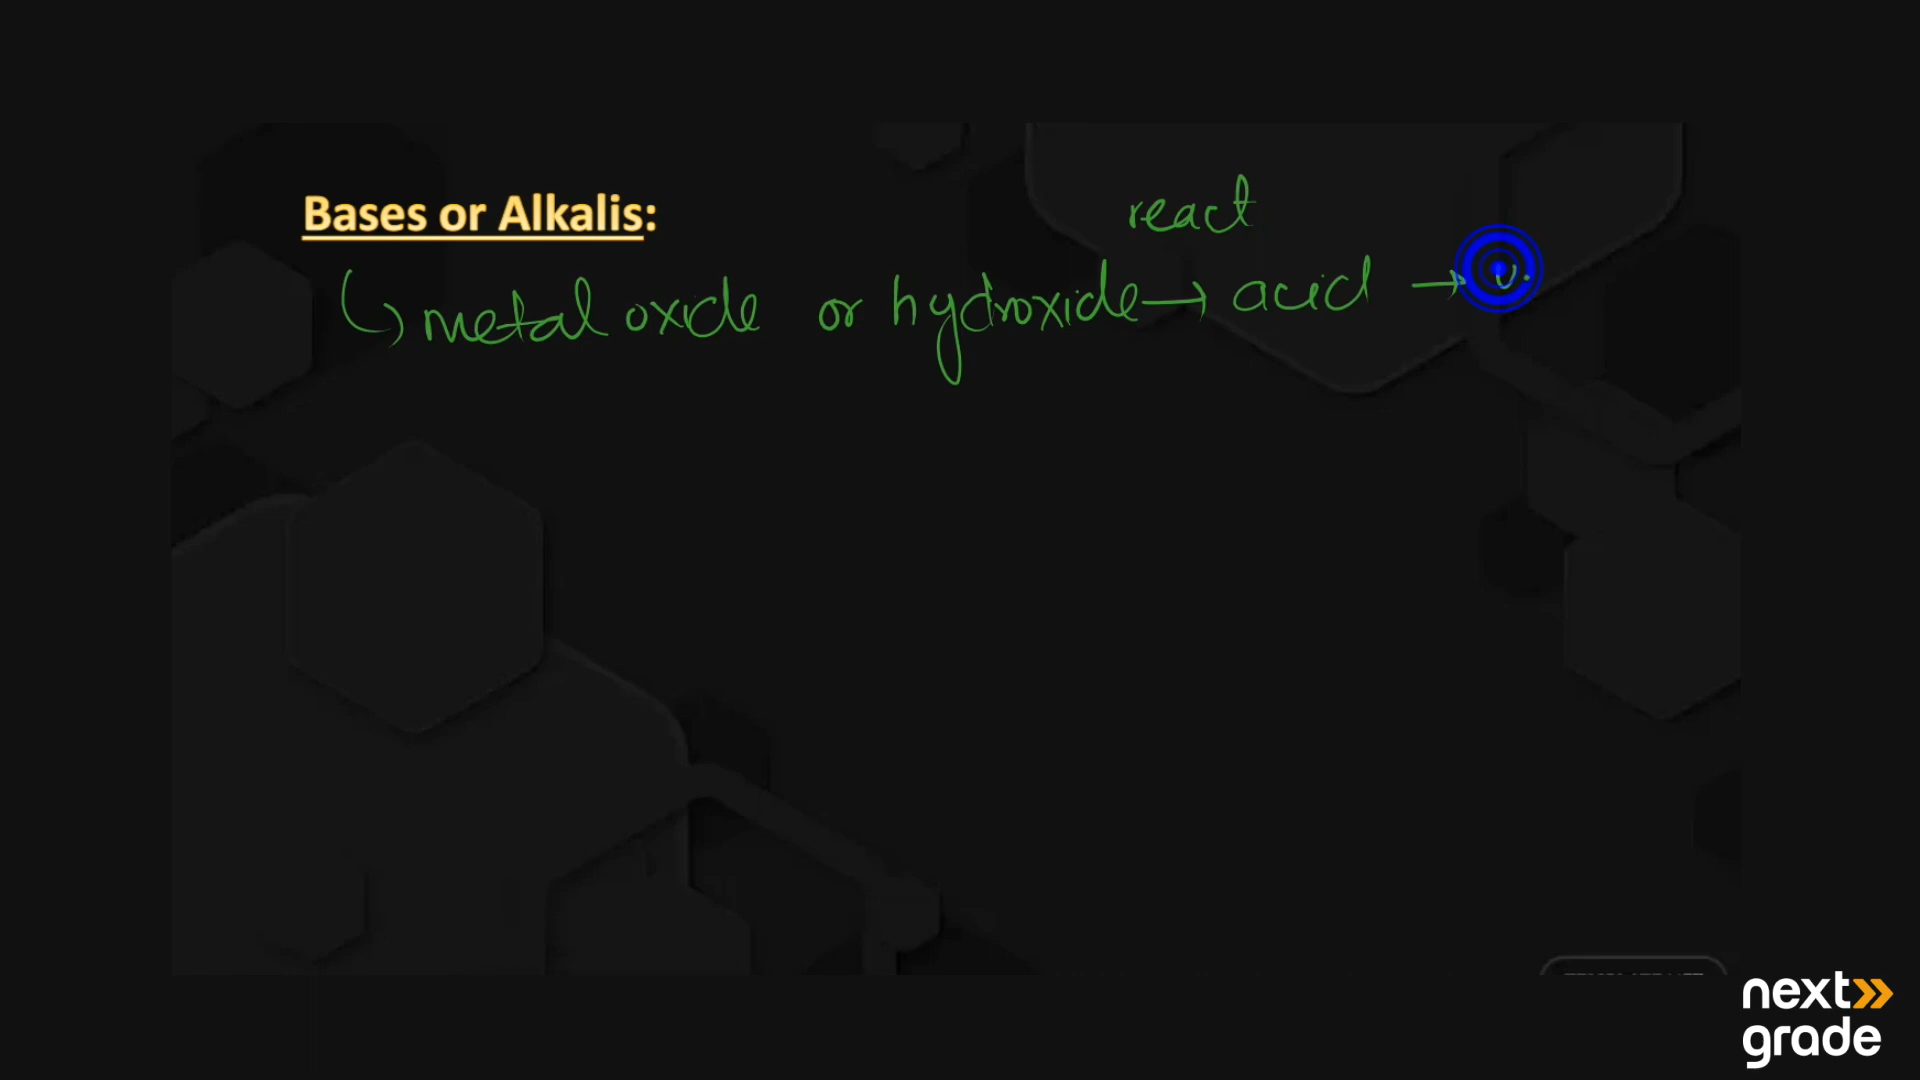 Bases or Alkalis:
react
↳ metal oxide or hydroxide → acid →
next
grade